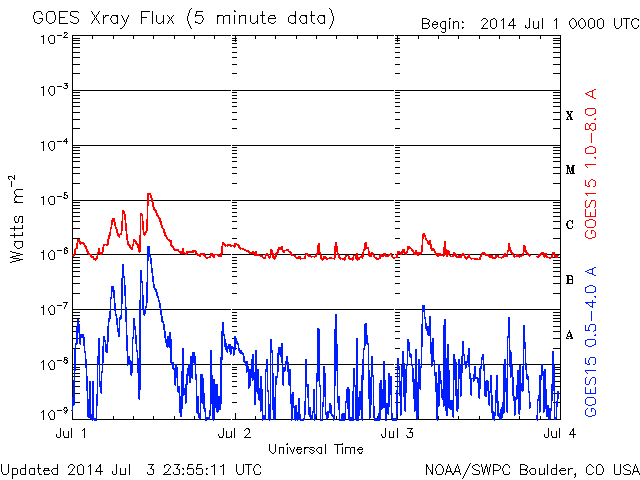 GOES Xray Flux (5 minute data)
Begin: 2014 Jul 1 0000 UTC
10⁻²
10⁻³
10⁻⁴
10⁻⁵
10⁻⁶
10⁻⁷
10⁻⁸
10⁻⁹
Watts m⁻²
X
M
C
B
A
GOES15 1.0–8.0 A
GOES15 0.5–4.0 A
Jul 1
Jul 2
Jul 3
Jul 4
Universal Time
Updated 2014 Jul 3 23:55:11 UTC
NOAA/SWPC Boulder, CO USA